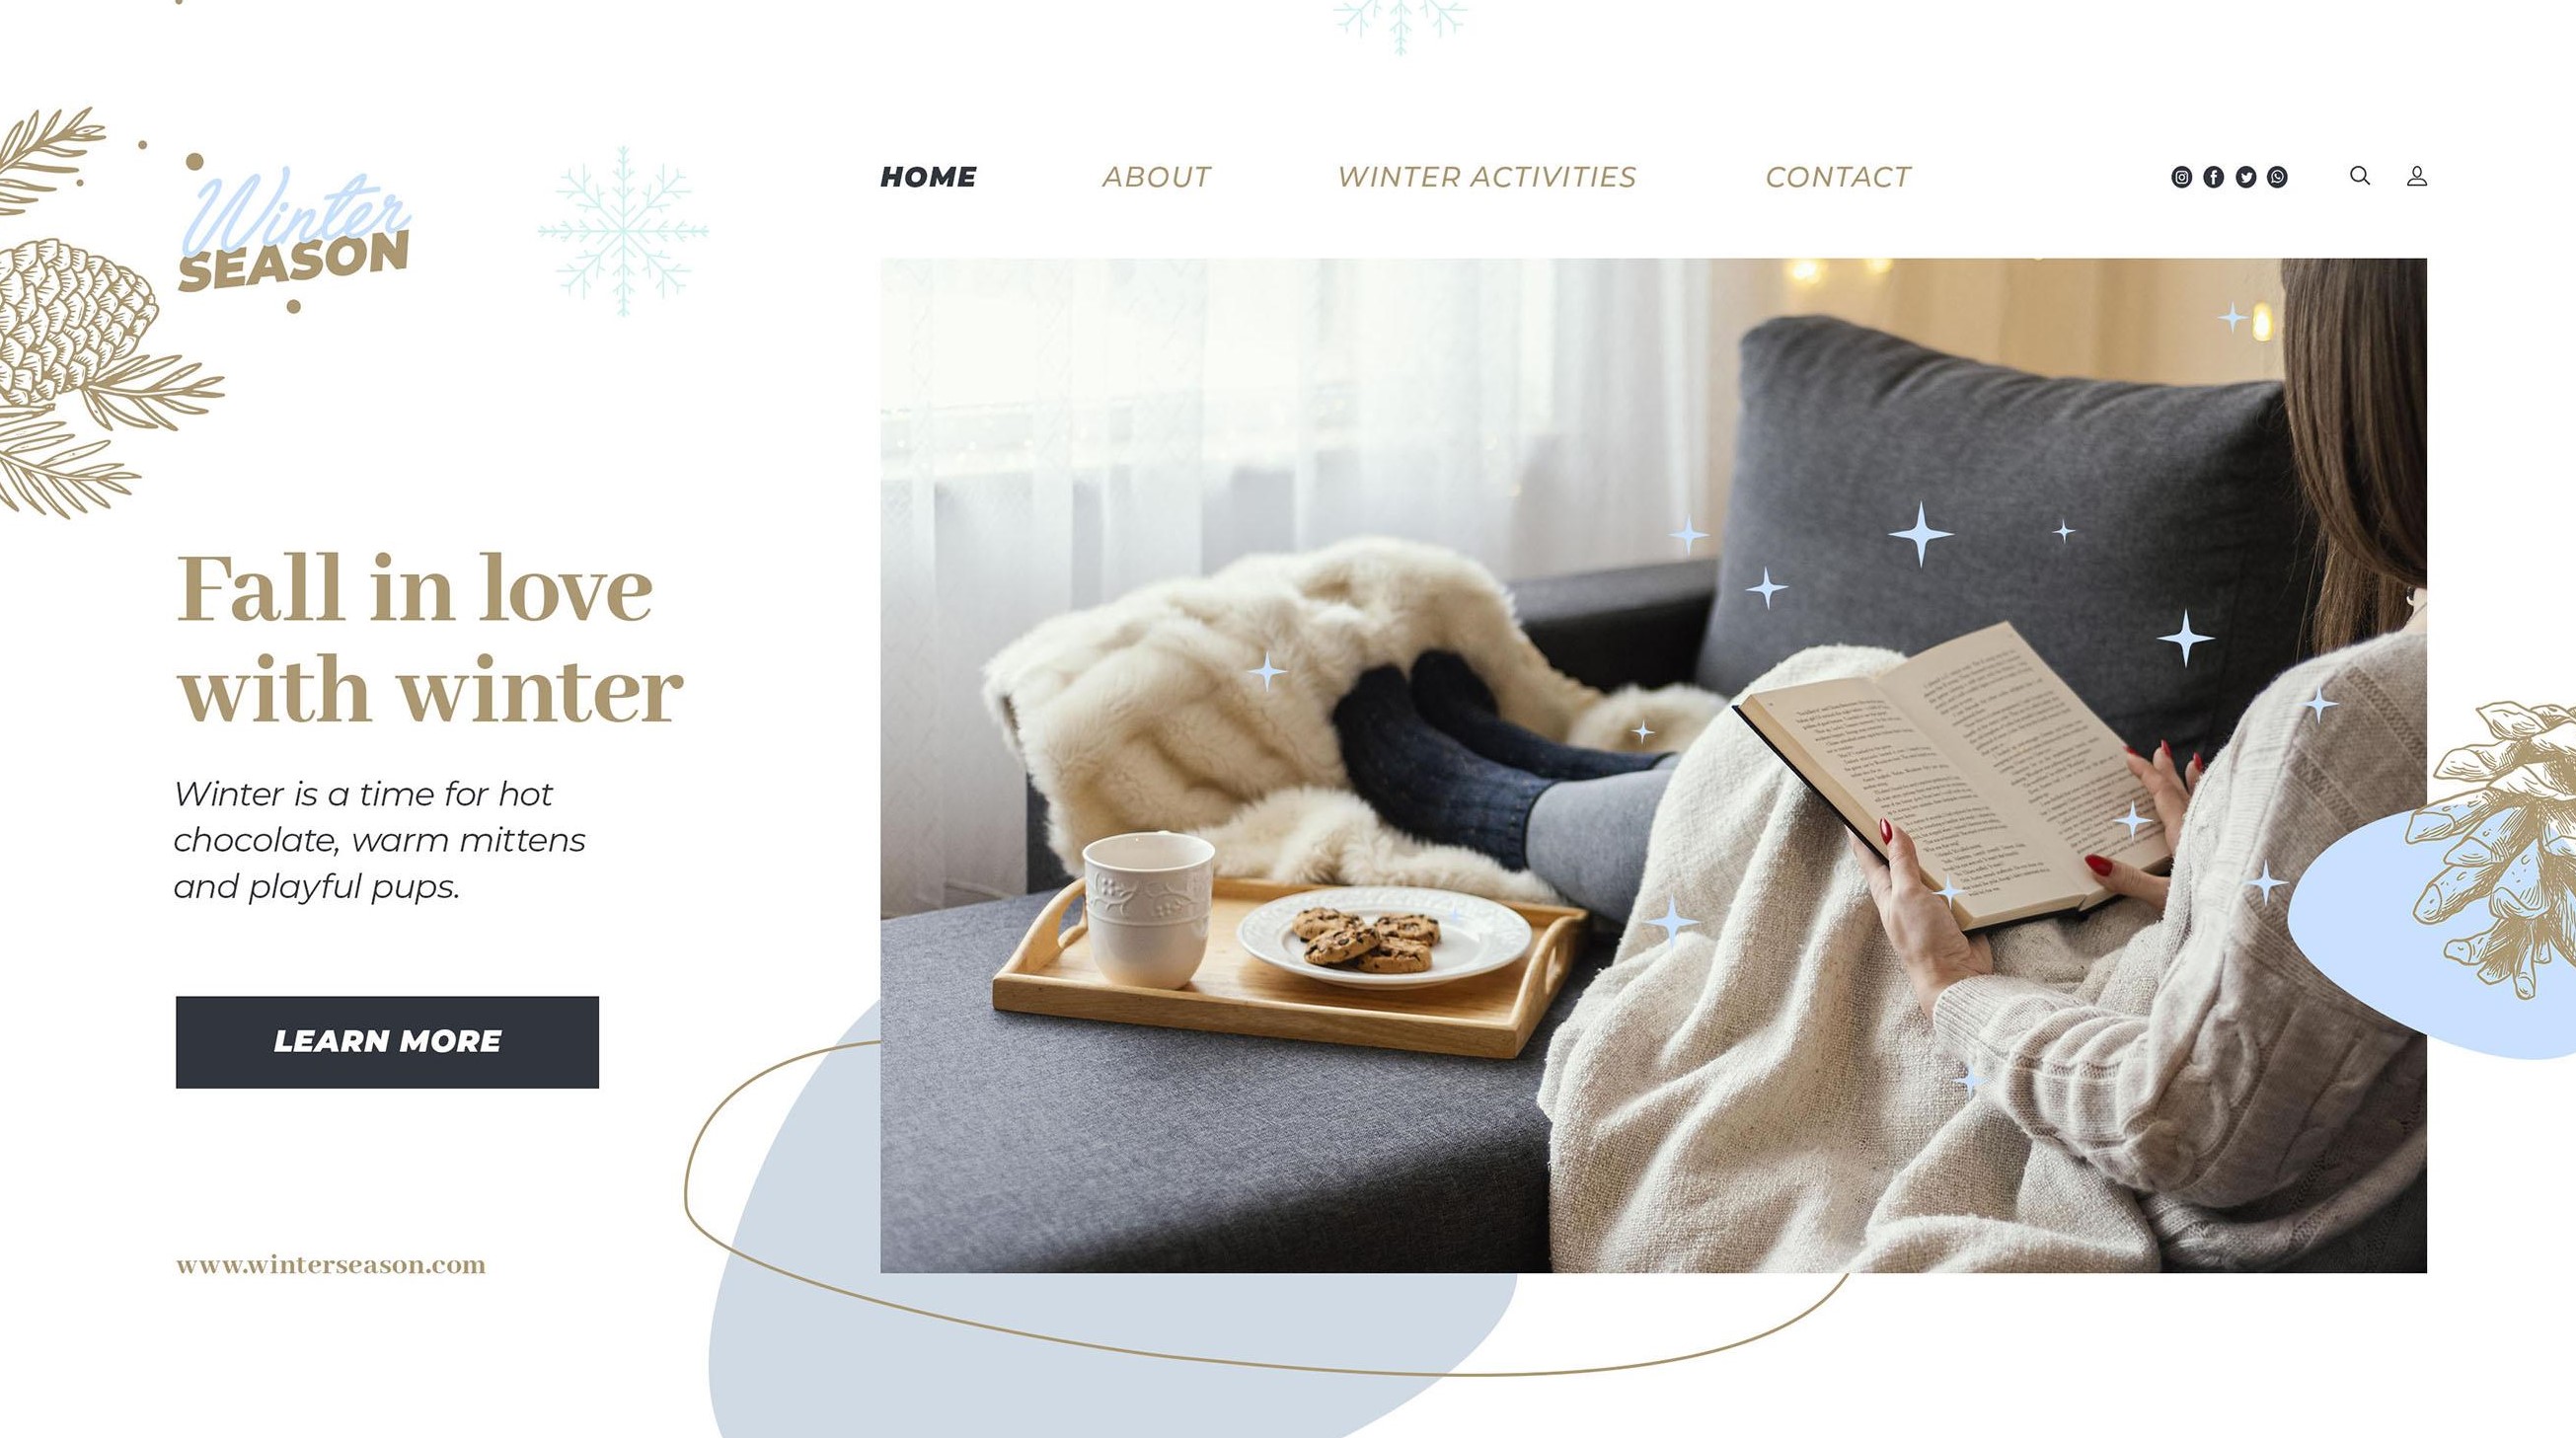 Winter
SEASON
HOME
ABOUT
WINTER ACTIVITIES
CONTACT
Fall in love
with winter
Winter is a time for hot
chocolate, warm mittens
and playful pups.
LEARN MORE
www.winterseason.com